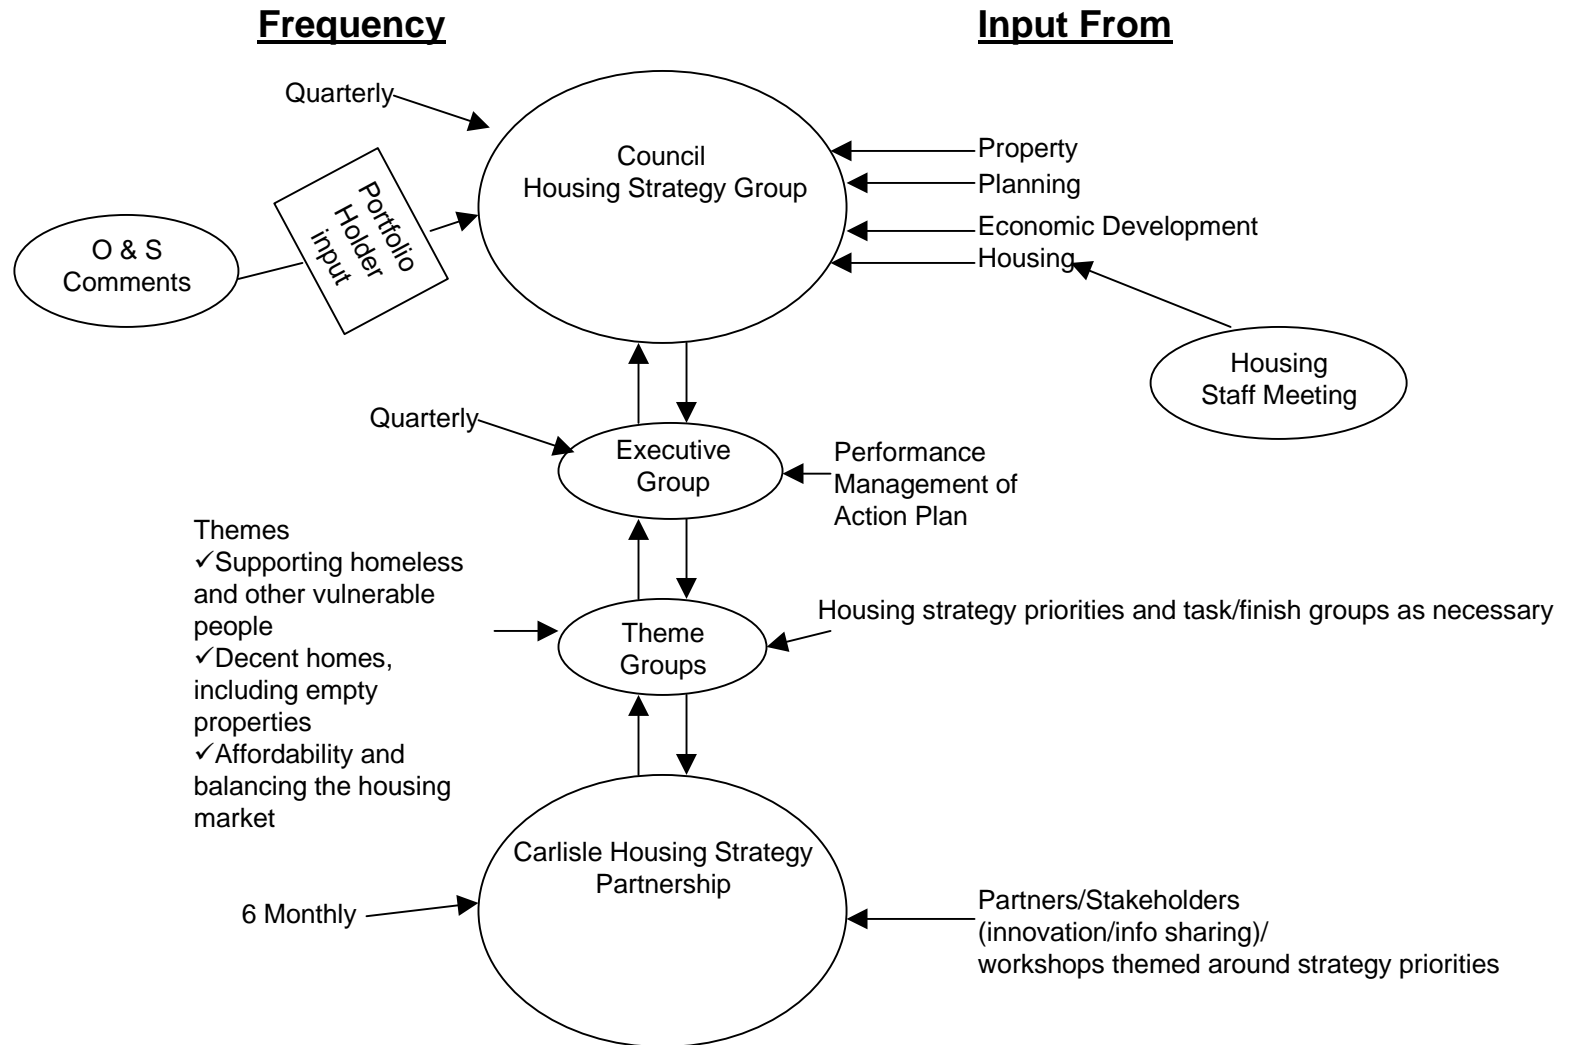 Frequency
Input From
Quarterly
Council
Housing Strategy Group
Property
Planning
Economic Development
Housing
Portfolio
Holder
input
O & S
Comments
Housing
Staff Meeting
Quarterly
Executive
Group
Performance
Management of
Action Plan
Themes
✓Supporting homeless
and other vulnerable
people
✓Decent homes,
including empty
properties
✓Affordability and
balancing the housing
market
Theme
Groups
Housing strategy priorities and task/finish groups as necessary
Carlisle Housing Strategy
Partnership
6 Monthly
Partners/Stakeholders
(innovation/info sharing)/
workshops themed around strategy priorities